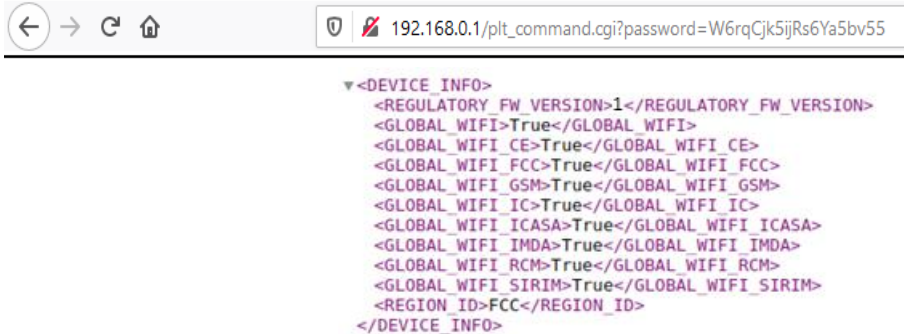 192.168.0.1/plt_command.cgi?password=W6rqCjk5ijRs6Ya5bv55
▼<DEVICE_INFO>
<REGULATORY_FW_VERSION>1</REGULATORY_FW_VERSION>
<GLOBAL_WIFI>True</GLOBAL_WIFI>
<GLOBAL_WIFI_CE>True</GLOBAL_WIFI_CE>
<GLOBAL_WIFI_FCC>True</GLOBAL_WIFI_FCC>
<GLOBAL_WIFI_GSM>True</GLOBAL_WIFI_GSM>
<GLOBAL_WIFI_IC>True</GLOBAL_WIFI_IC>
<GLOBAL_WIFI_ICASA>True</GLOBAL_WIFI_ICASA>
<GLOBAL_WIFI_IMDA>True</GLOBAL_WIFI_IMDA>
<GLOBAL_WIFI_RCM>True</GLOBAL_WIFI_RCM>
<GLOBAL_WIFI_SIRIM>True</GLOBAL_WIFI_SIRIM>
<REGION_ID>FCC</REGION_ID>
</DEVICE_INFO>